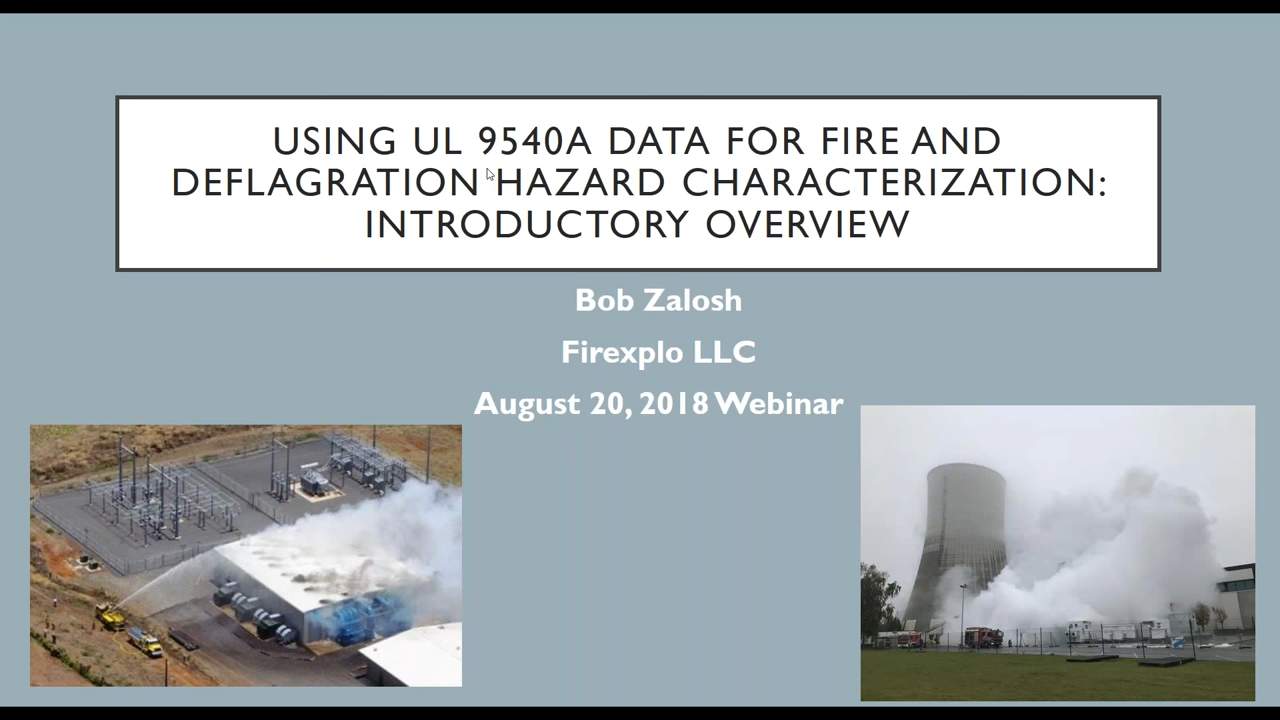 USING UL 9540A DATA FOR FIRE AND
DEFLAGRATION HAZARD CHARACTERIZATION:
INTRODUCTORY OVERVIEW
Bob Zalosh
Firexplo LLC
August 20, 2018 Webinar